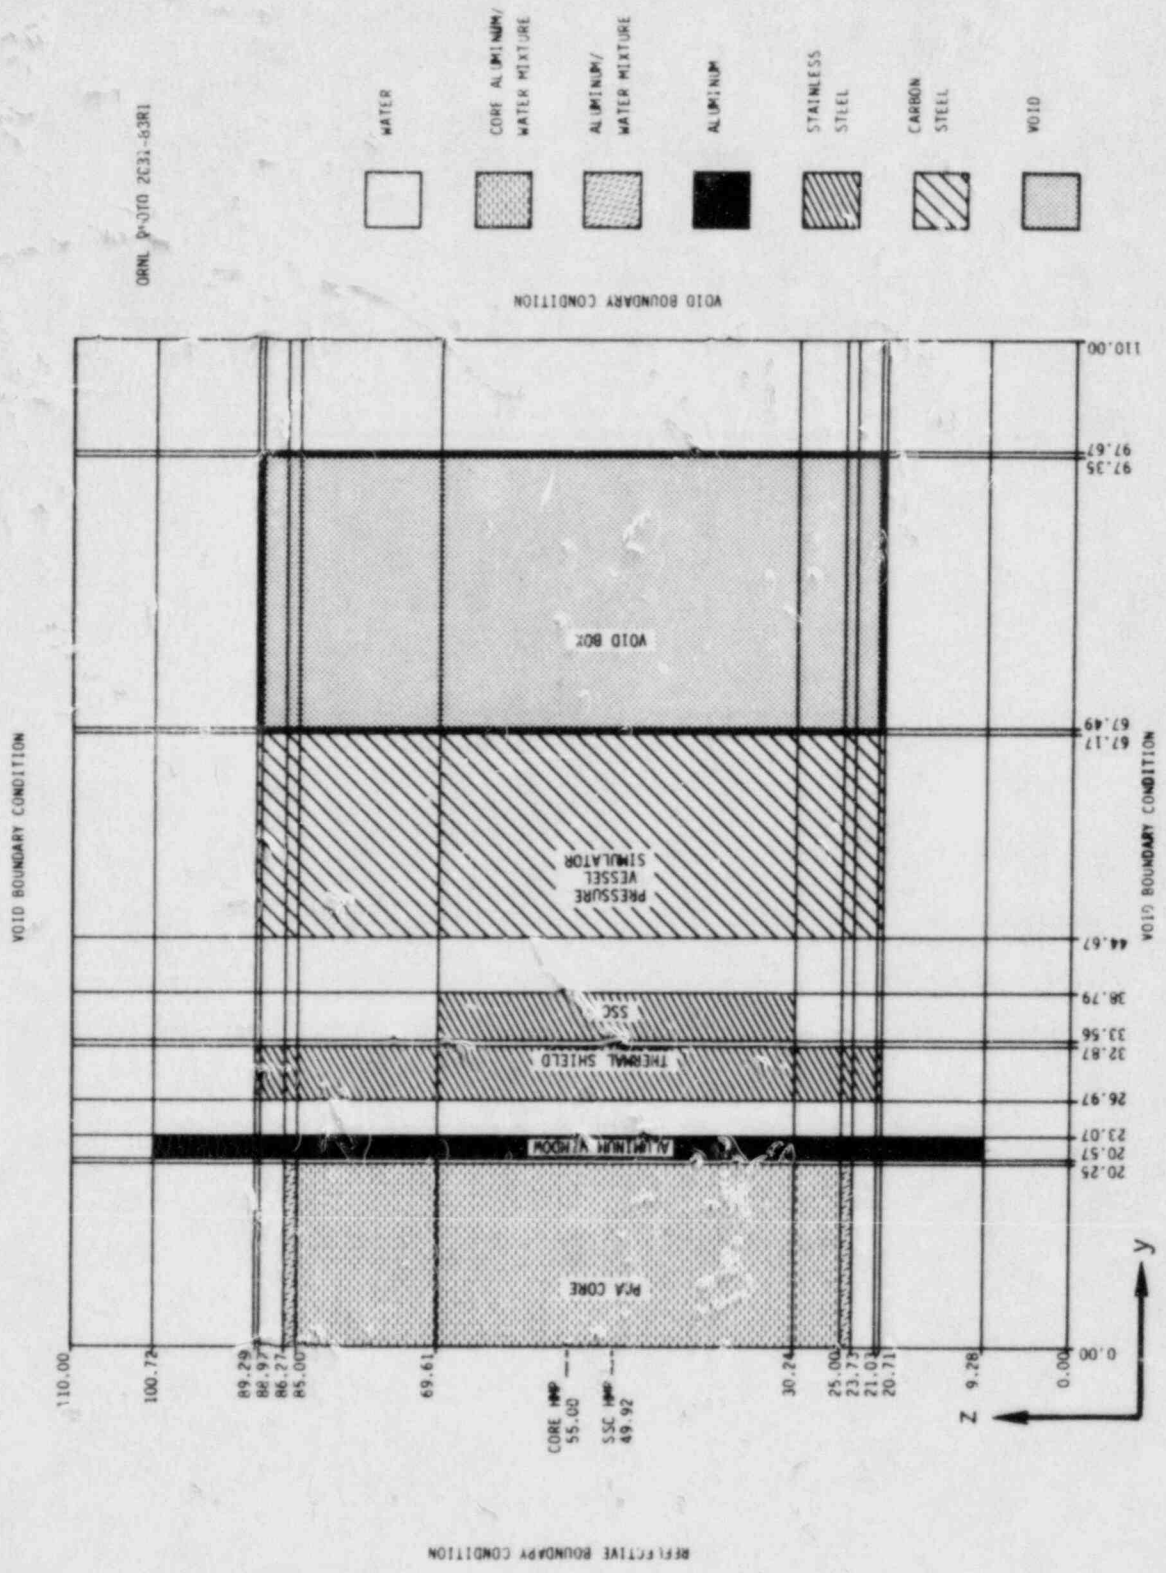 ORNL PHOTO 2031-83R1
WATER
CORE ALUMINUM/
WATER MIXTURE
ALUMINUM/
WATER MIXTURE
ALUMINUM
STAINLESS
STEEL
CARBON
STEEL
VOID
VOID BOUNDARY CONDITION
VOID BOUNDARY CONDITION
VOID BOUNDARY CONDITION
REFLECTIVE BOUNDARY CONDITION
VOID BOX
PRESSURE
VESSEL
SIMULATOR
SSC
THERMAL SHIELD
ALUMINUM WINDOW
PCA CORE
110.00
97.67
97.35
67.49
67.17
44.67
38.79
33.56
32.87
26.97
23.07
20.57
20.25
0.00
y
z
110.00
100.72
89.29
88.97
86.27
85.00
69.61
CORE HMP
55.00
SSC HMP
49.92
30.24
25.00
23.73
21.03
20.71
9.28
0.00